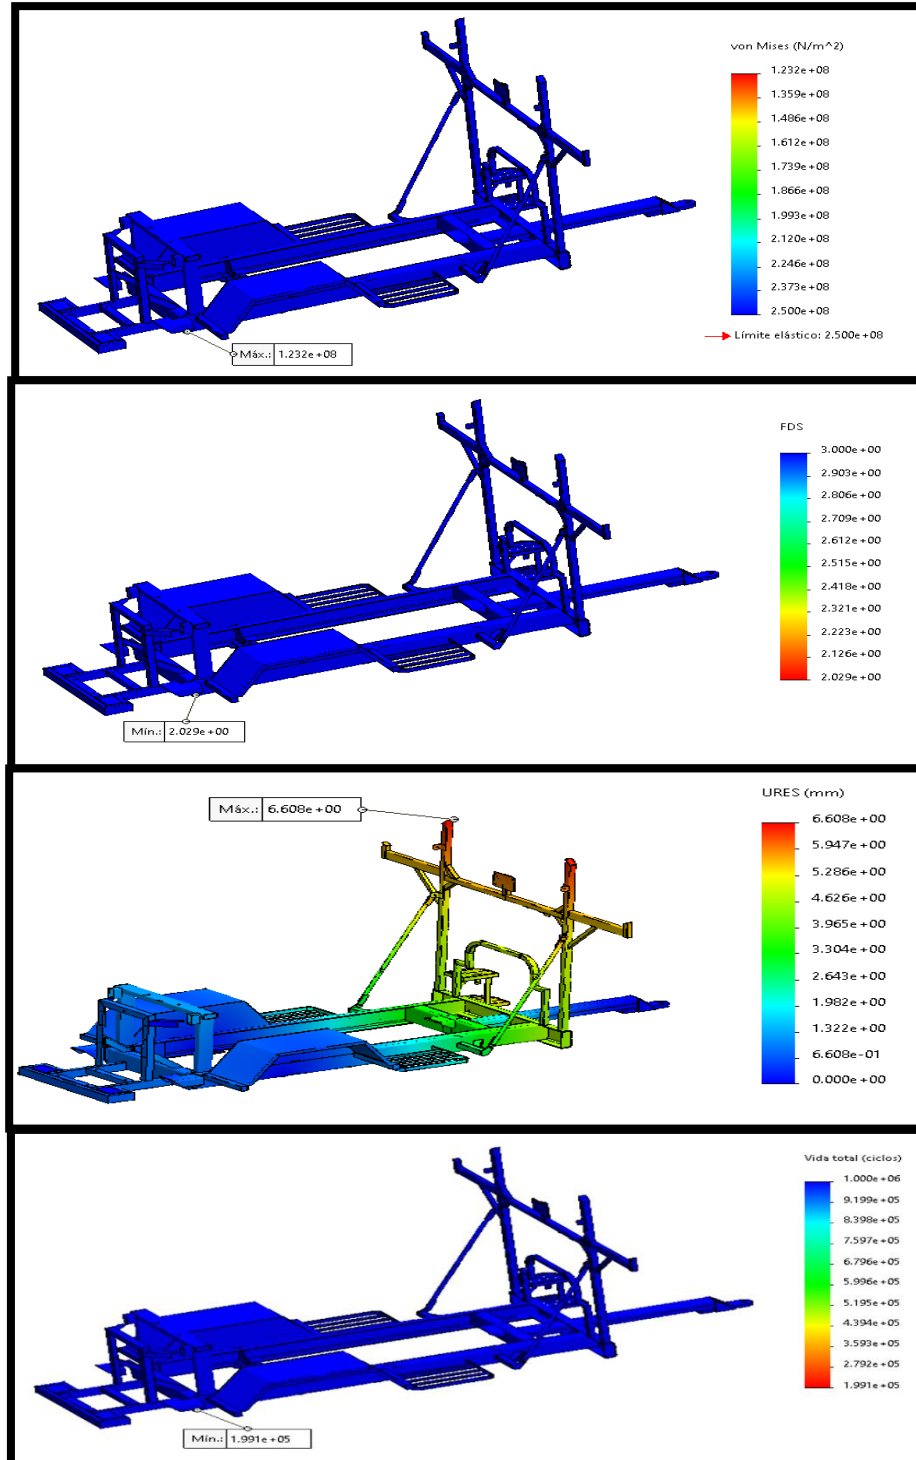 von Mises (N/m^2)
1.232e+08
1.359e+08
1.486e+08
1.612e+08
1.739e+08
1.866e+08
1.993e+08
2.120e+08
2.246e+08
2.373e+08
2.500e+08
Límite elástico: 2.500e+08
Máx.: 1.232e+08
FDS
3.000e+00
2.903e+00
2.806e+00
2.709e+00
2.612e+00
2.515e+00
2.418e+00
2.321e+00
2.223e+00
2.126e+00
2.029e+00
Mín.: 2.029e+00
URES (mm)
Máx.: 6.608e+00
6.608e+00
5.947e+00
5.286e+00
4.626e+00
3.965e+00
3.304e+00
2.643e+00
1.982e+00
1.322e+00
6.608e-01
0.000e+00
Vida total (ciclos)
1.000e+06
9.199e+05
8.398e+05
7.597e+05
6.796e+05
5.996e+05
5.195e+05
4.394e+05
3.593e+05
2.792e+05
1.991e+05
Mín.: 1.991e+05